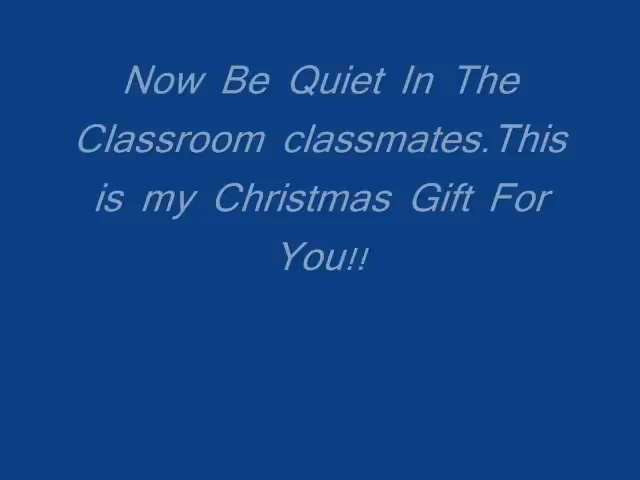 Now Be Quiet In The
Classroom classmates.This
is my Christmas Gift For
You!!